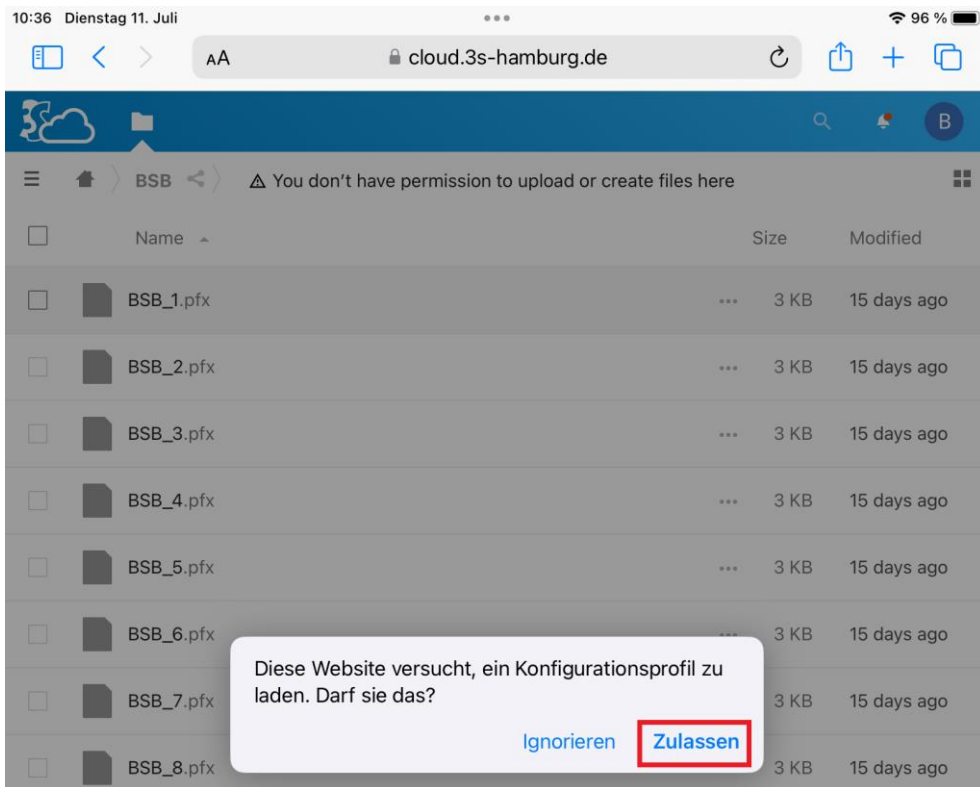 10:36 Dienstag 11. Juli 96 %
AA cloud.3s-hamburg.de
3S B
BSB You don't have permission to upload or create files here
Name Size Modified
BSB_1.pfx 3 KB 15 days ago
BSB_2.pfx 3 KB 15 days ago
BSB_3.pfx 3 KB 15 days ago
BSB_4.pfx 3 KB 15 days ago
BSB_5.pfx 3 KB 15 days ago
BSB_6.pfx 3 KB 15 days ago
Diese Website versucht, ein Konfigurationsprofil zu
laden. Darf sie das?
BSB_7.pfx 3 KB 15 days ago
Ignorieren Zulassen
BSB_8.pfx 3 KB 15 days ago